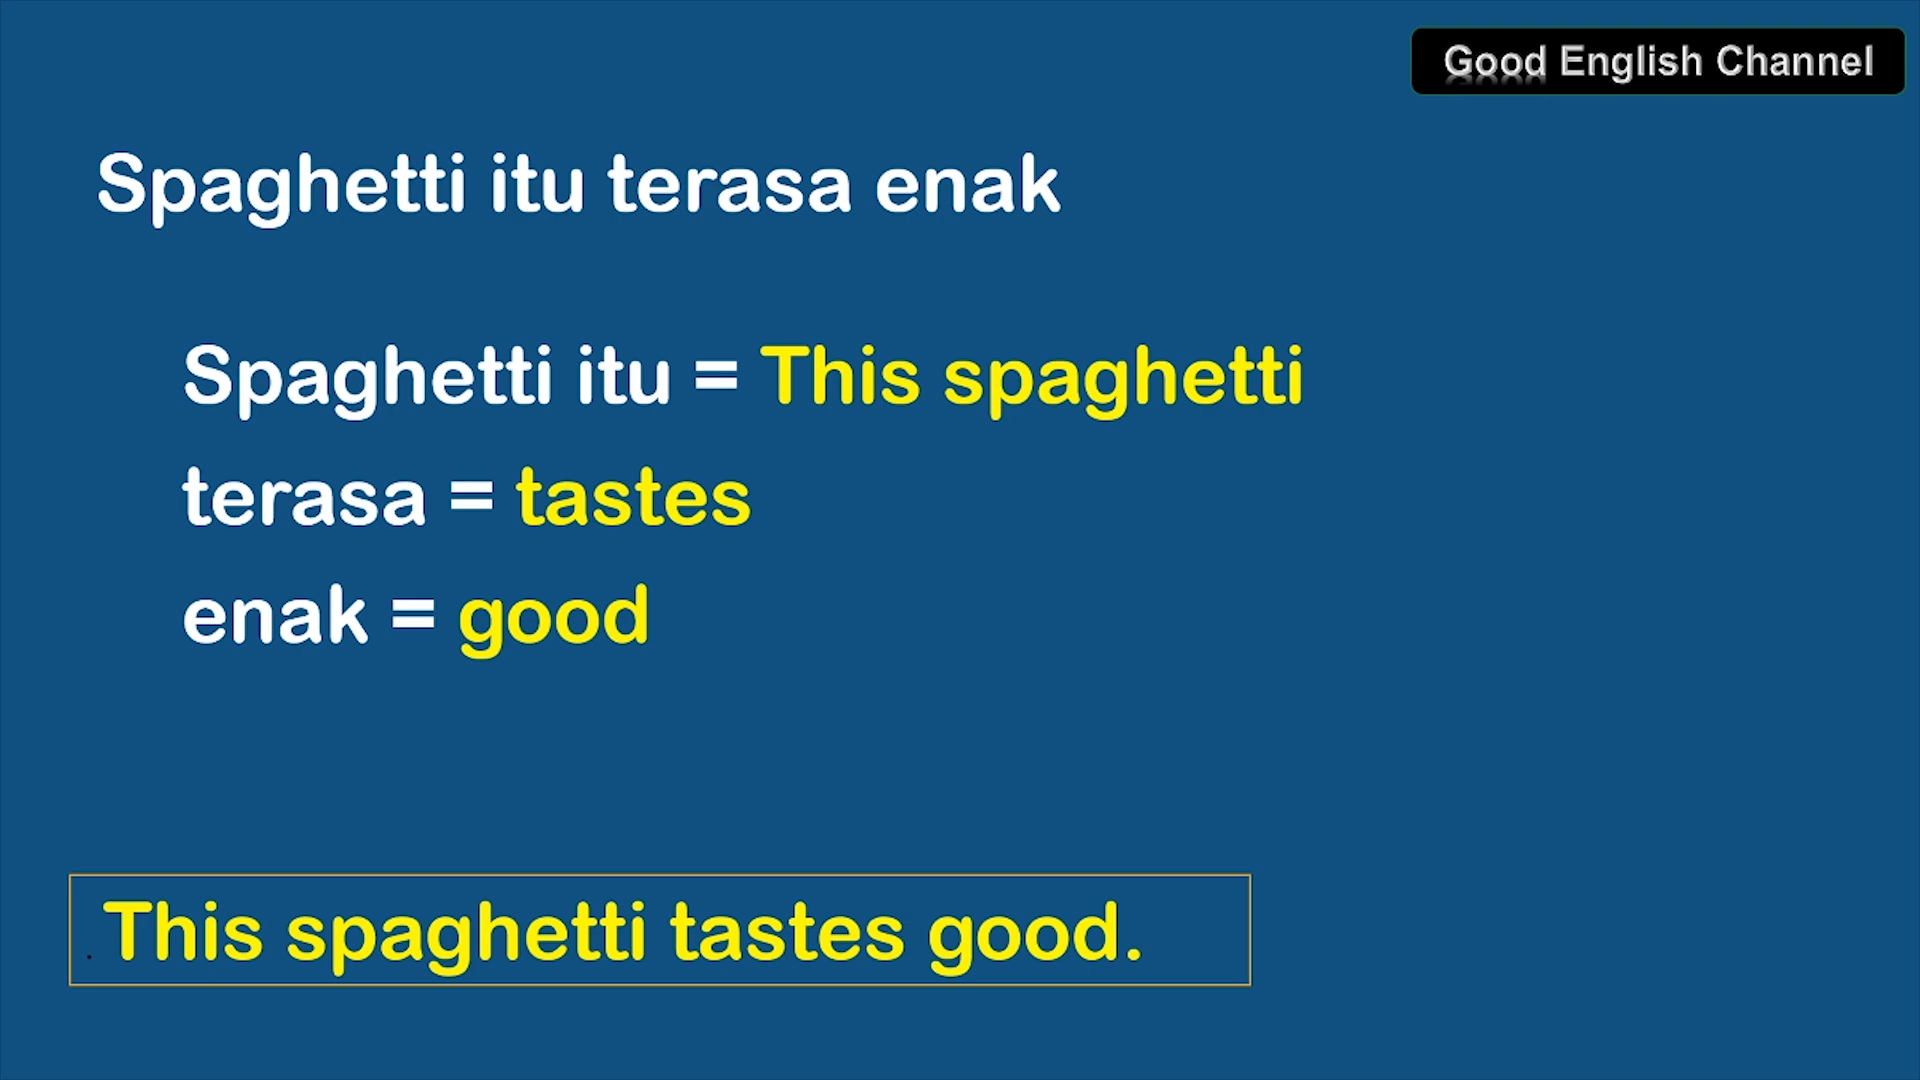 Good English Channel
Spaghetti itu terasa enak
Spaghetti itu = This spaghetti
terasa = tastes
enak = good
This spaghetti tastes good.